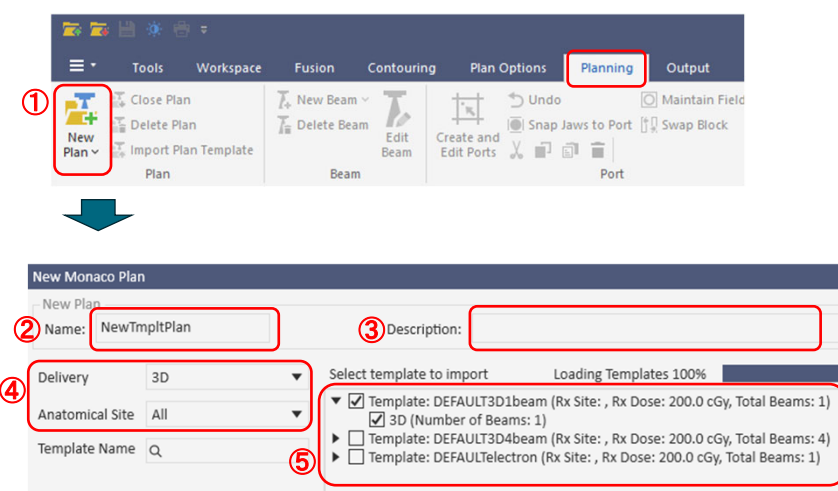 Tools Workspace Fusion Contouring Plan Options Planning Output
①
New
Plan
Close Plan
Delete Plan
Import Plan Template
Plan
New Beam
Delete Beam
Edit
Beam
Beam
Create and
Edit Ports
Undo
Snap Jaws to Port
Maintain Field
Swap Block
Port
New Monaco Plan
New Plan
② Name: NewTmpltPlan ③ Description:
④
Delivery 3D
Anatomical Site All
Template Name
Select template to import Loading Templates 100%
⑤
Template: DEFAULT3D1beam (Rx Site: , Rx Dose: 200.0 cGy, Total Beams: 1)
3D (Number of Beams: 1)
Template: DEFAULT3D4beam (Rx Site: , Rx Dose: 200.0 cGy, Total Beams: 4)
Template: DEFAULTelectron (Rx Site: , Rx Dose: 200.0 cGy, Total Beams: 1)